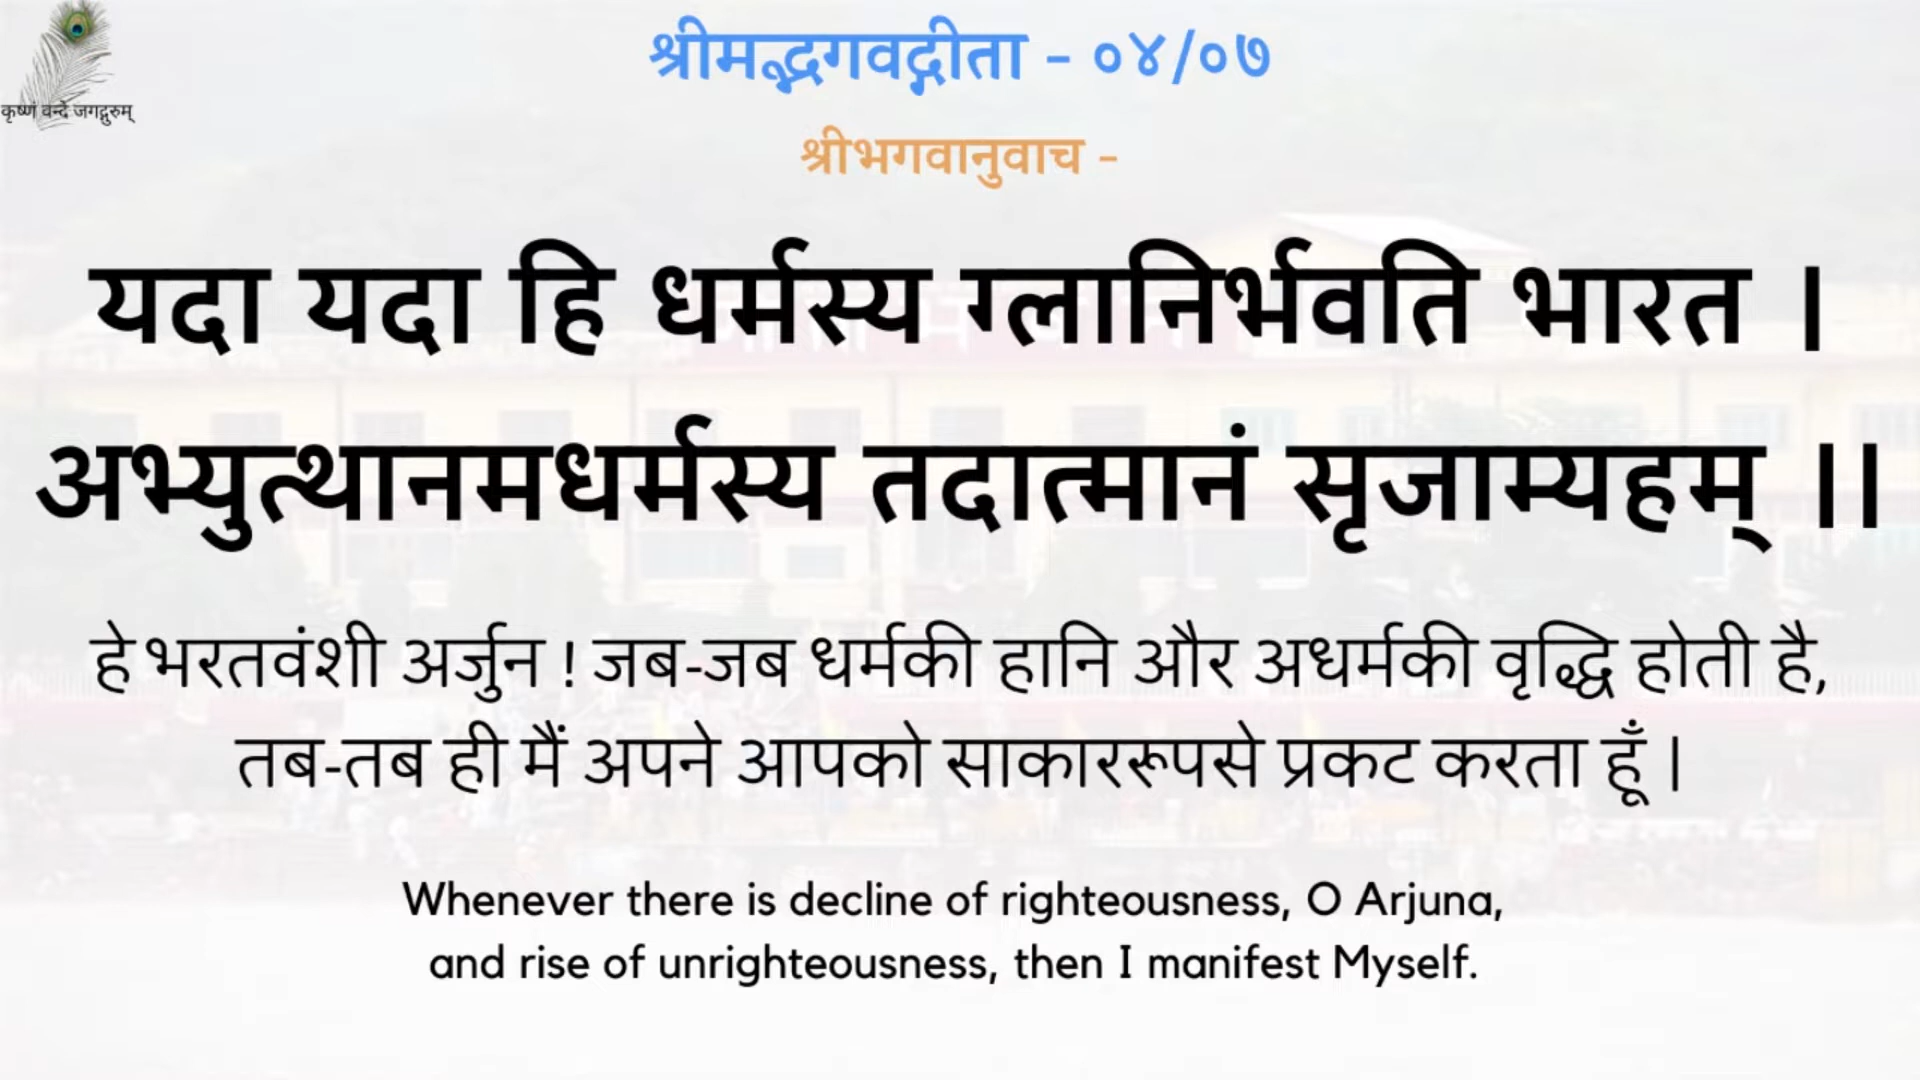 कृष्णं वन्दे जगद्गुरुम्
श्रीमद्भगवद्गीता - ०४/०७
श्रीभगवानुवाच -
यदा यदा हि धर्मस्य ग्लानिर्भवति भारत ।
अभ्युत्थानमधर्मस्य तदात्मानं सृजाम्यहम् ।।
हे भरतवंशी अर्जुन ! जब-जब धर्मकी हानि और अधर्मकी वृद्धि होती है,
तब-तब ही मैं अपने आपको साकाररूपसे प्रकट करता हूँ |
Whenever there is decline of righteousness, O Arjuna,
and rise of unrighteousness, then I manifest Myself.